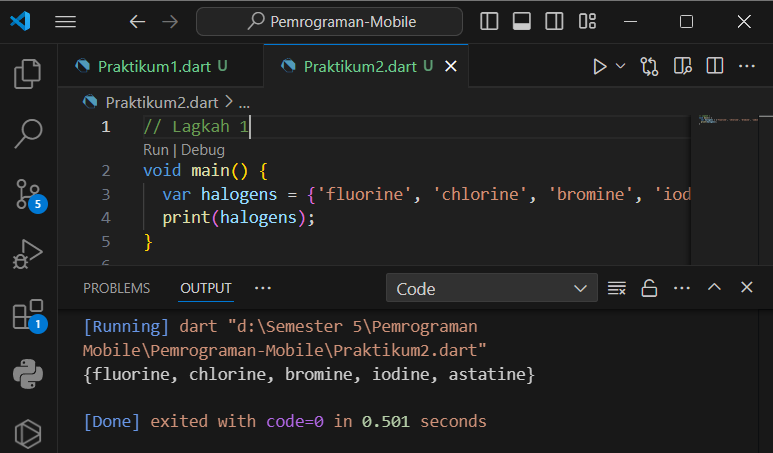 Pemrograman-Mobile
Praktikum1.dart U
Praktikum2.dart U
Praktikum2.dart > ...
1 // Lagkah 1
Run | Debug
2 void main() {
3 var halogens = {'fluorine', 'chlorine', 'bromine', 'iod
4 print(halogens);
5 }
6
5
1
PROBLEMS OUTPUT ...
Code
[Running] dart "d:\Semester 5\Pemrograman
Mobile\Pemrograman-Mobile\Praktikum2.dart"
{fluorine, chlorine, bromine, iodine, astatine}
[Done] exited with code=0 in 0.501 seconds